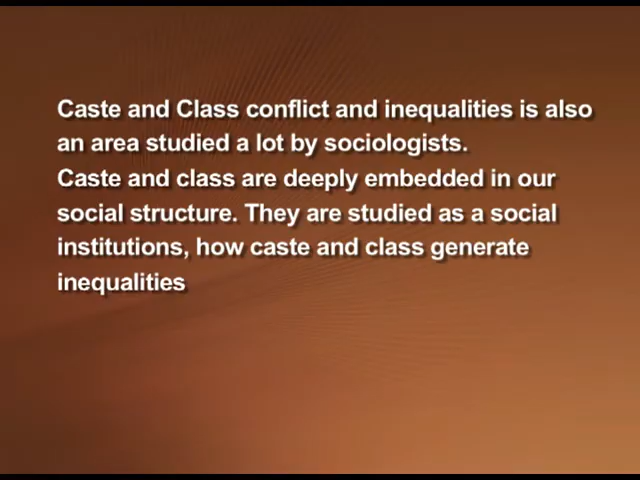 Caste and Class conflict and inequalities is also
an area studied a lot by sociologists.
Caste and class are deeply embedded in our
social structure. They are studied as a social
institutions, how caste and class generate
inequalities